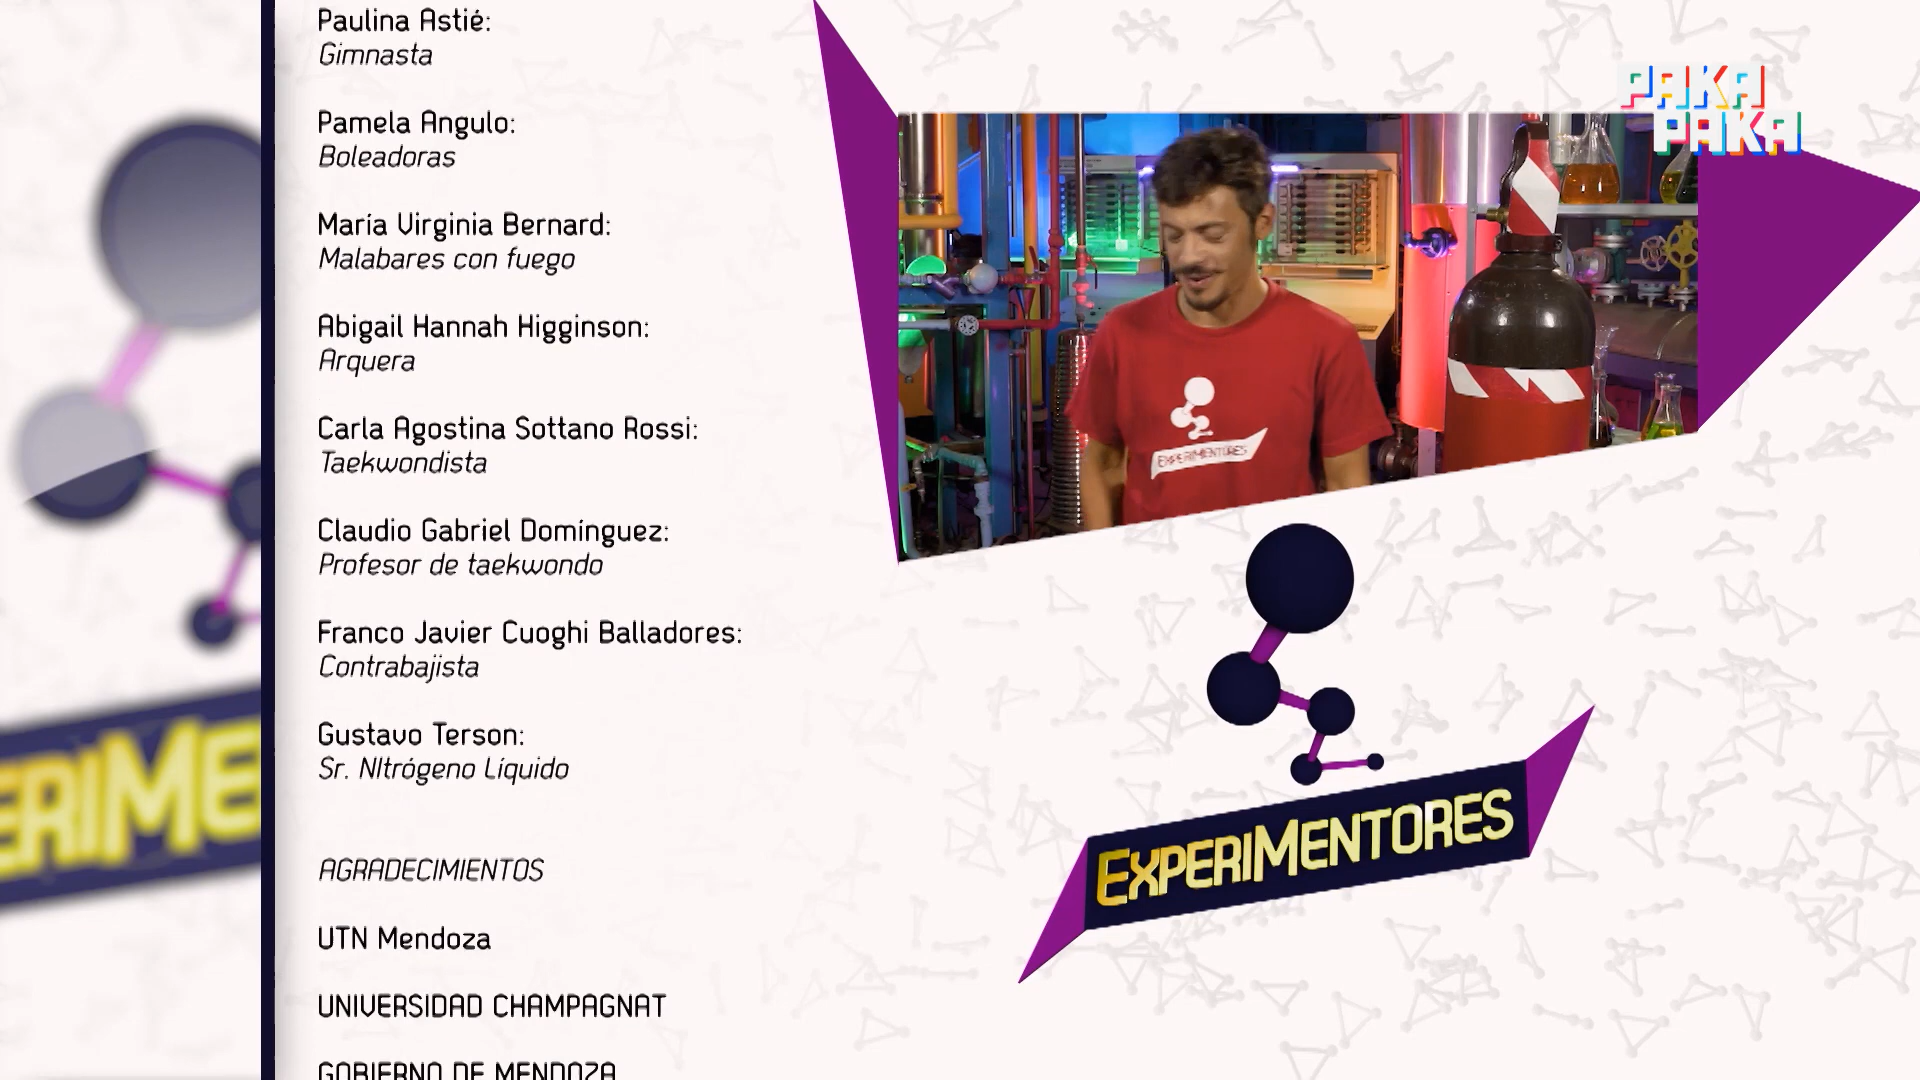 Paulina Astié:
Gimnasta
Pamela Angulo:
Boleadoras
María Virginia Bernard:
Malabares con fuego
Abigail Hannah Higginson:
Arquera
Carla Agostina Sottano Rossi:
Taekwondista
Claudio Gabriel Domínguez:
Profesor de taekwondo
Franco Javier Cuoghi Balladores:
Contrabajista
Gustavo Terson:
Sr. NItrógeno Líquido
AGRADECIMIENTOS
UTN Mendoza
UNIVERSIDAD CHAMPAGNAT
GOBIERNO DE MENDOZA
PAKA
PAKA
EXPERIMENTORES
EXPERIMENTORES
ERIME